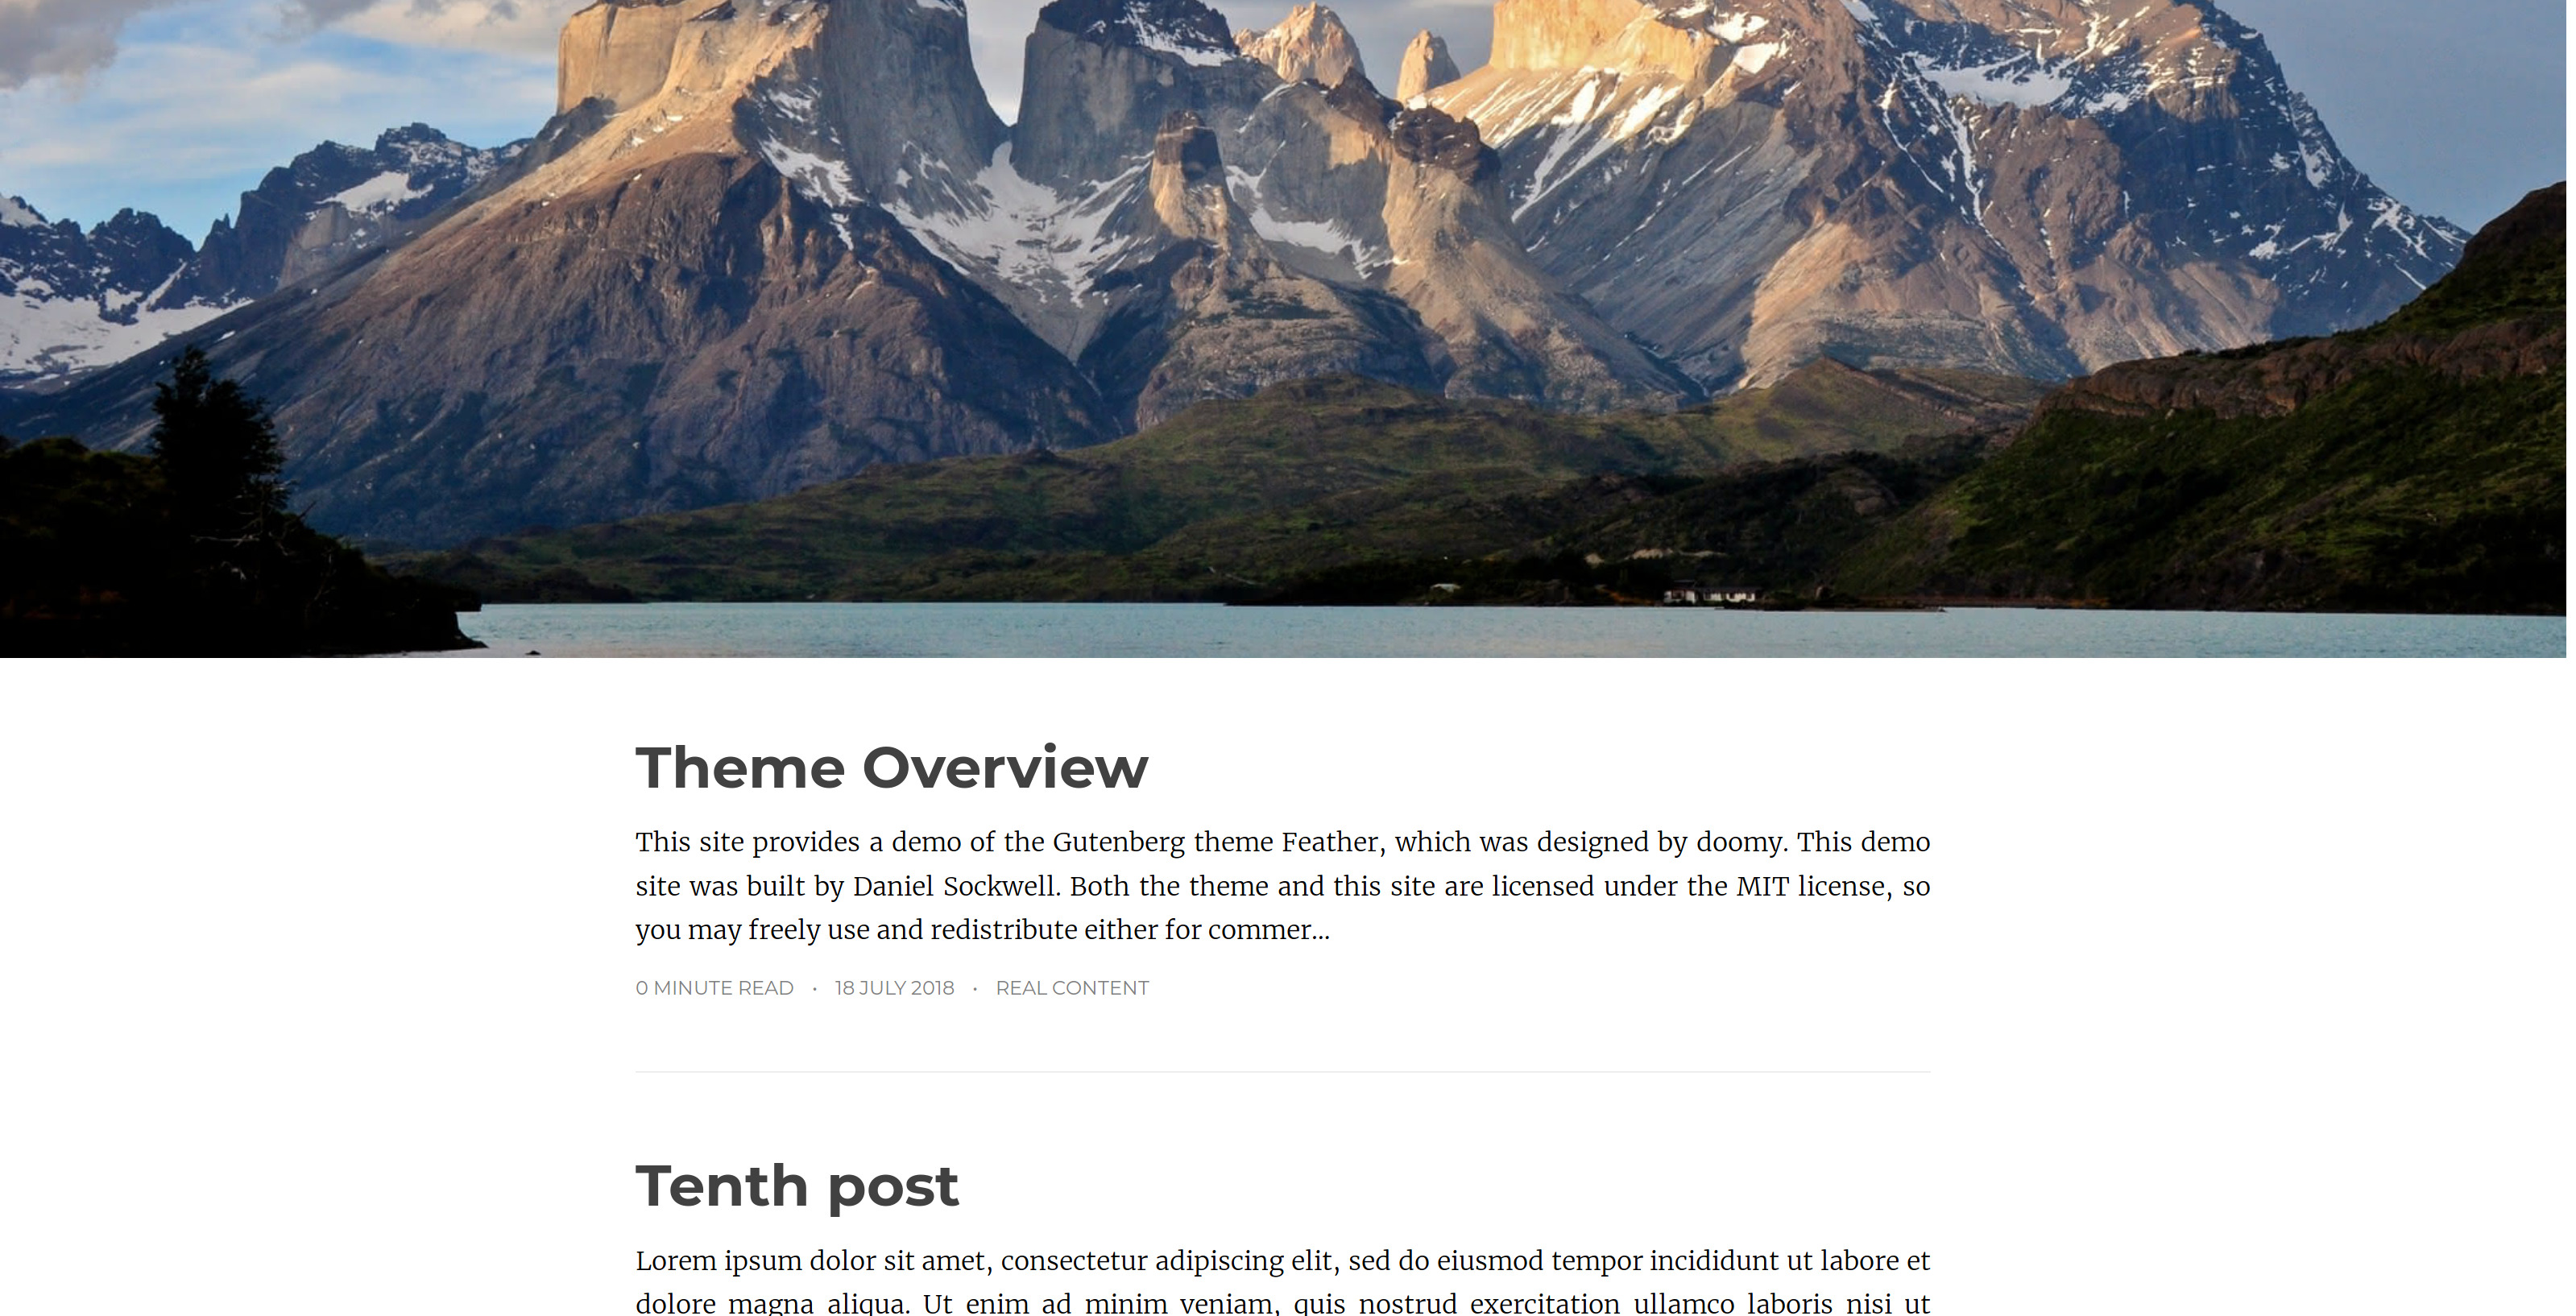 Theme Overview
This site provides a demo of the Gutenberg theme Feather, which was designed by doomy. This demo
site was built by Daniel Sockwell. Both the theme and this site are licensed under the MIT license, so
you may freely use and redistribute either for commer...
0 MINUTE READ • 18 JULY 2018 • REAL CONTENT
Tenth post
Lorem ipsum dolor sit amet, consectetur adipiscing elit, sed do eiusmod tempor incididunt ut labore et
dolore magna aliqua. Ut enim ad minim veniam, quis nostrud exercitation ullamco laboris nisi ut